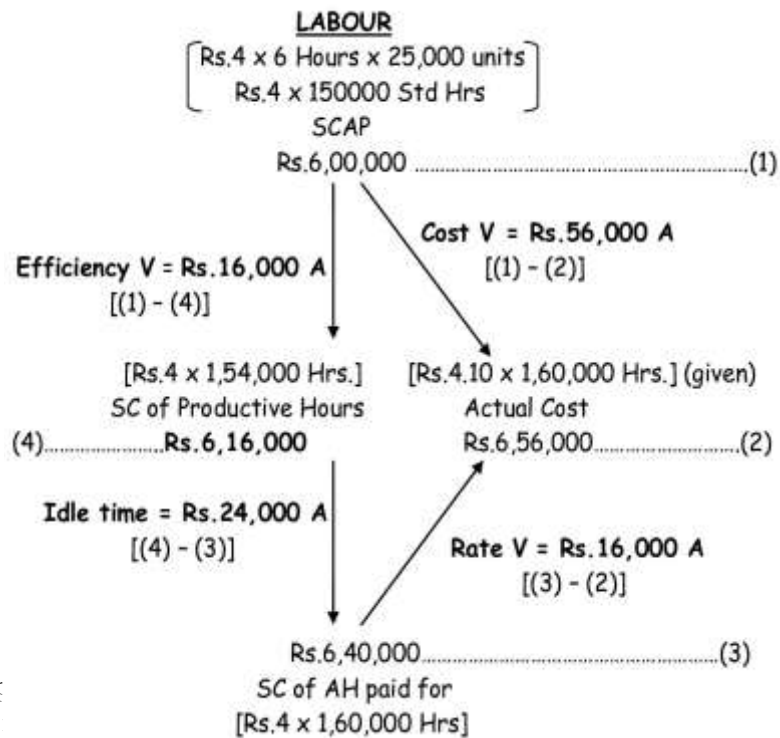 LABOUR
Rs.4 x 6 Hours x 25,000 units
Rs.4 x 150000 Std Hrs
SCAP
Rs.6,00,000 ..........................................................(1)
Cost V = Rs.56,000 A
[(1) - (2)]
Efficiency V = Rs.16,000 A
[(1) - (4)]
[Rs.4 x 1,54,000 Hrs.] [Rs.4.10 x 1,60,000 Hrs.] (given)
SC of Productive Hours Actual Cost
(4)......................Rs.6,16,000 Rs.6,56,000.........................(2)
Idle time = Rs.24,000 A
[(4) - (3)]
Rate V = Rs.16,000 A
[(3) - (2)]
Rs.6,40,000...................................................(3)
SC of AH paid for
[Rs.4 x 1,60,000 Hrs]